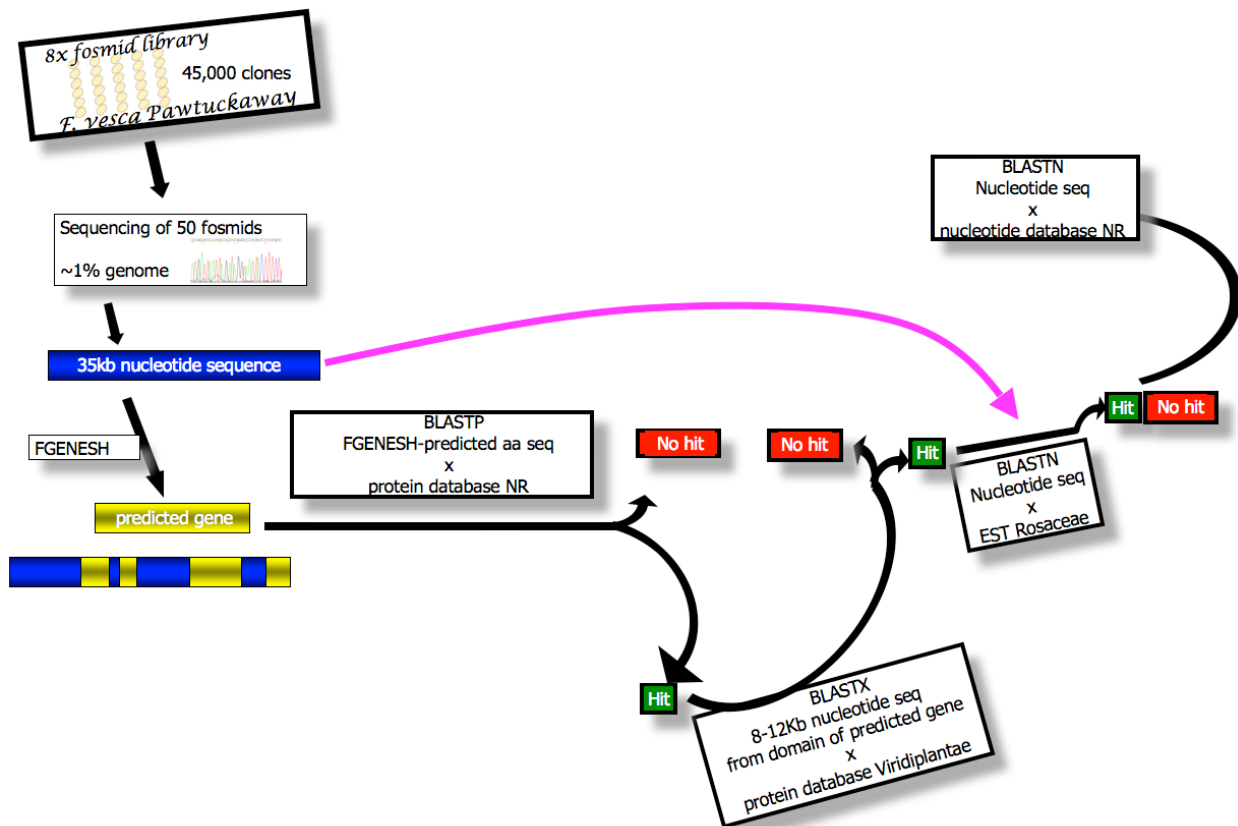 8x fosmid library
45,000 clones
F. vesca Pawtuckaway
Sequencing of 50 fosmids
~1% genome
35kb nucleotide sequence
FGENESH
predicted gene
BLASTP
FGENESH-predicted aa seq
x
protein database NR
No hit
Hit
BLASTX
8-12Kb nucleotide seq
from domain of predicted gene
x
protein database Viridiplantae
No hit
Hit
BLASTN
Nucleotide seq
x
EST Rosaceae
Hit
No hit
BLASTN
Nucleotide seq
x
nucleotide database NR